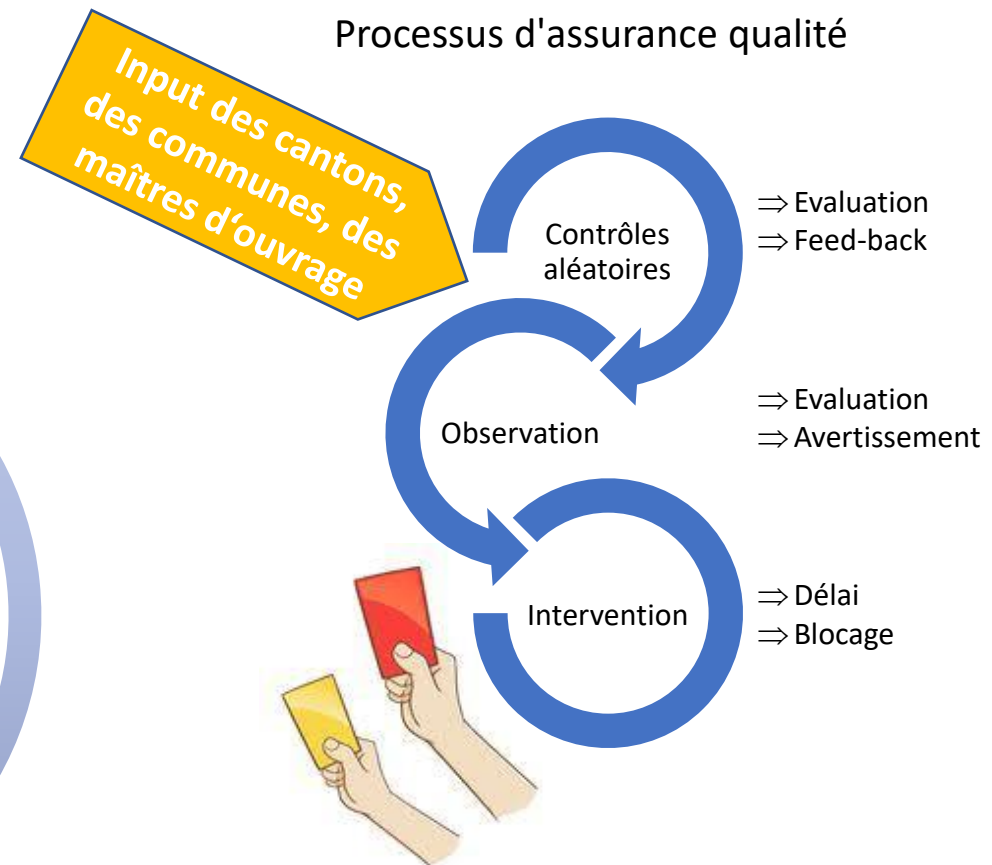 Processus d'assurance qualité
Input des cantons,
des communes, des
maîtres d‘ouvrage
Contrôles
aléatoires
⇒ Evaluation
⇒ Feed-back
Observation
⇒ Evaluation
⇒ Avertissement
Intervention
⇒ Délai
⇒ Blocage